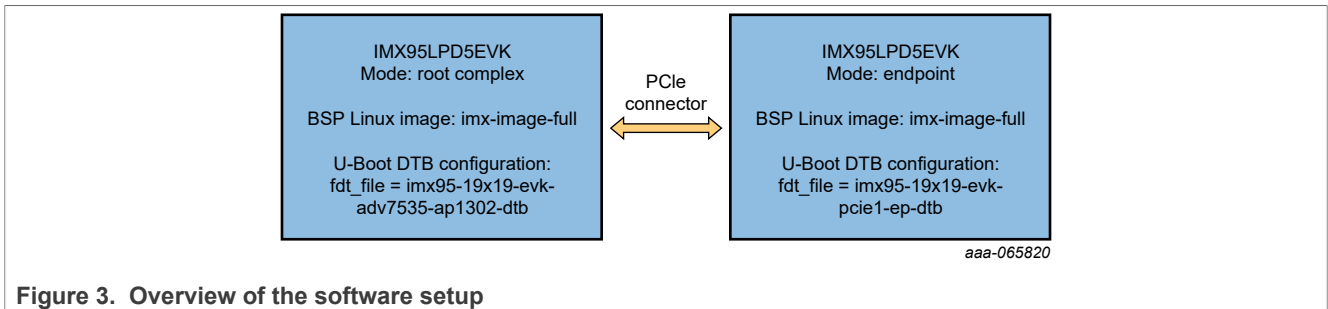 IMX95LPD5EVK
Mode: root complex
BSP Linux image: imx-image-full
U-Boot DTB configuration:
fdt_file = imx95-19x19-evk-
adv7535-ap1302-dtb
PCIe
connector
IMX95LPD5EVK
Mode: endpoint
BSP Linux image: imx-image-full
U-Boot DTB configuration:
fdt_file = imx95-19x19-evk-
pcie1-ep-dtb
aaa-065820
Figure 3. Overview of the software setup